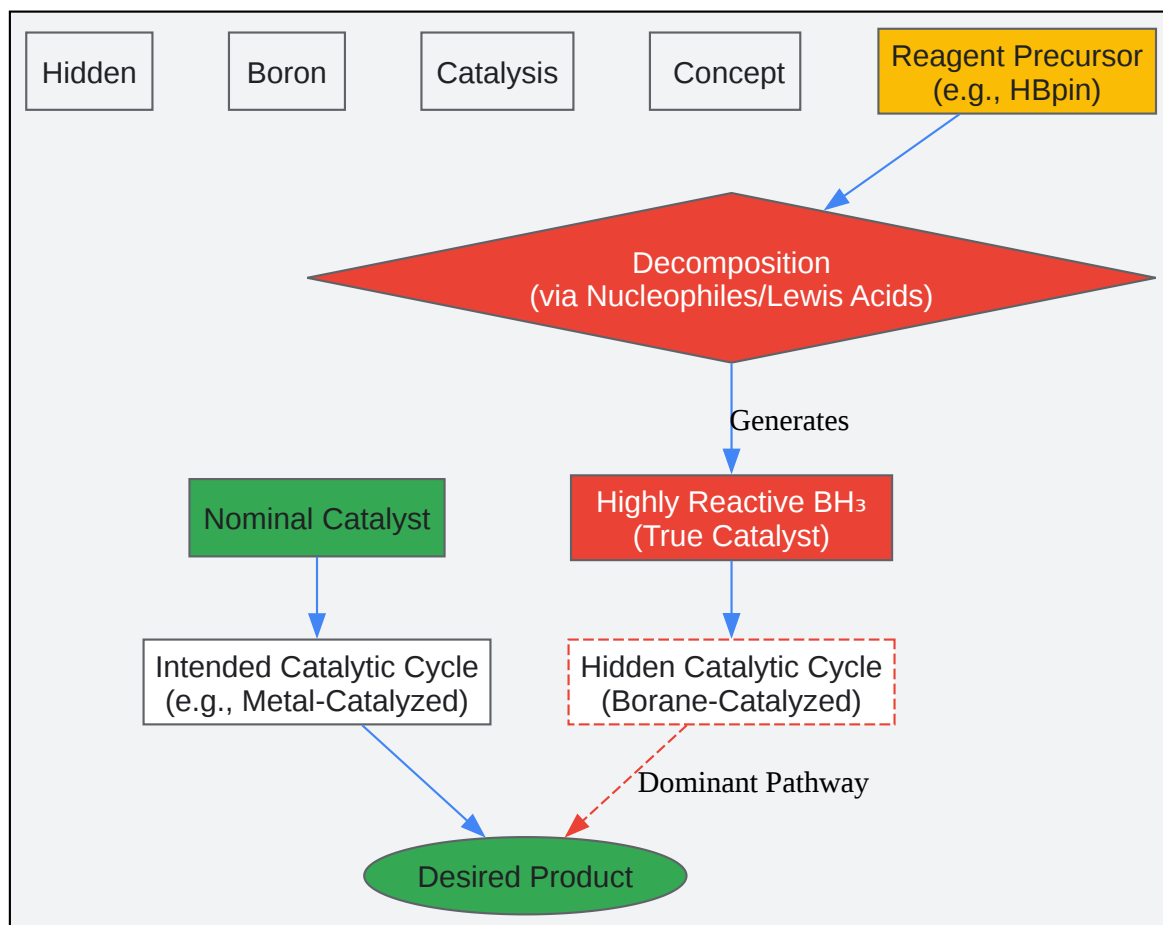 Hidden
Boron
Catalysis
Concept
Reagent Precursor
(e.g., HBpin)
Decomposition
(via Nucleophiles/Lewis Acids)
Generates
Nominal Catalyst
Highly Reactive BH₃
(True Catalyst)
Intended Catalytic Cycle
(e.g., Metal-Catalyzed)
Hidden Catalytic Cycle
(Borane-Catalyzed)
Dominant Pathway
Desired Product